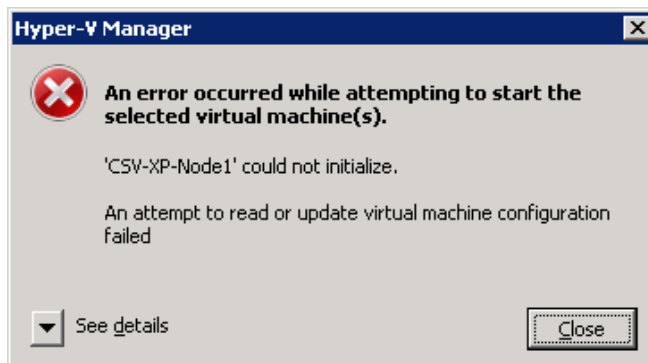 Hyper-V Manager
An error occurred while attempting to start the
selected virtual machine(s).
'CSV-XP-Node1' could not initialize.
An attempt to read or update virtual machine configuration
failed
See details
Close